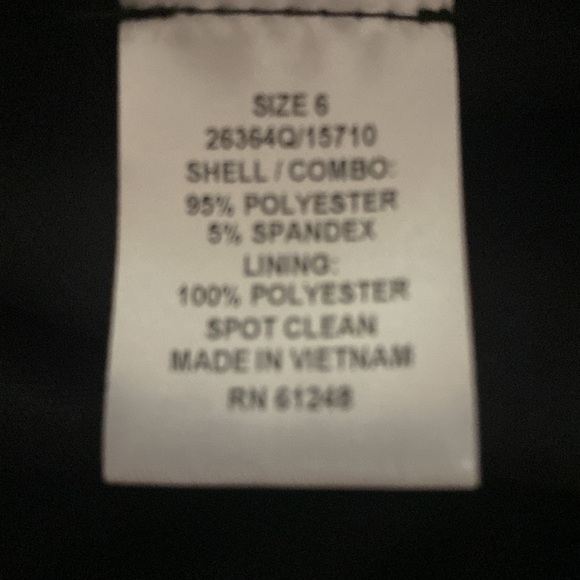 SIZE 6
26364Q/15710
SHELL / COMBO:
95% POLYESTER
5% SPANDEX
LINING:
100% POLYESTER
SPOT CLEAN
MADE IN VIETNAM
RN 61248